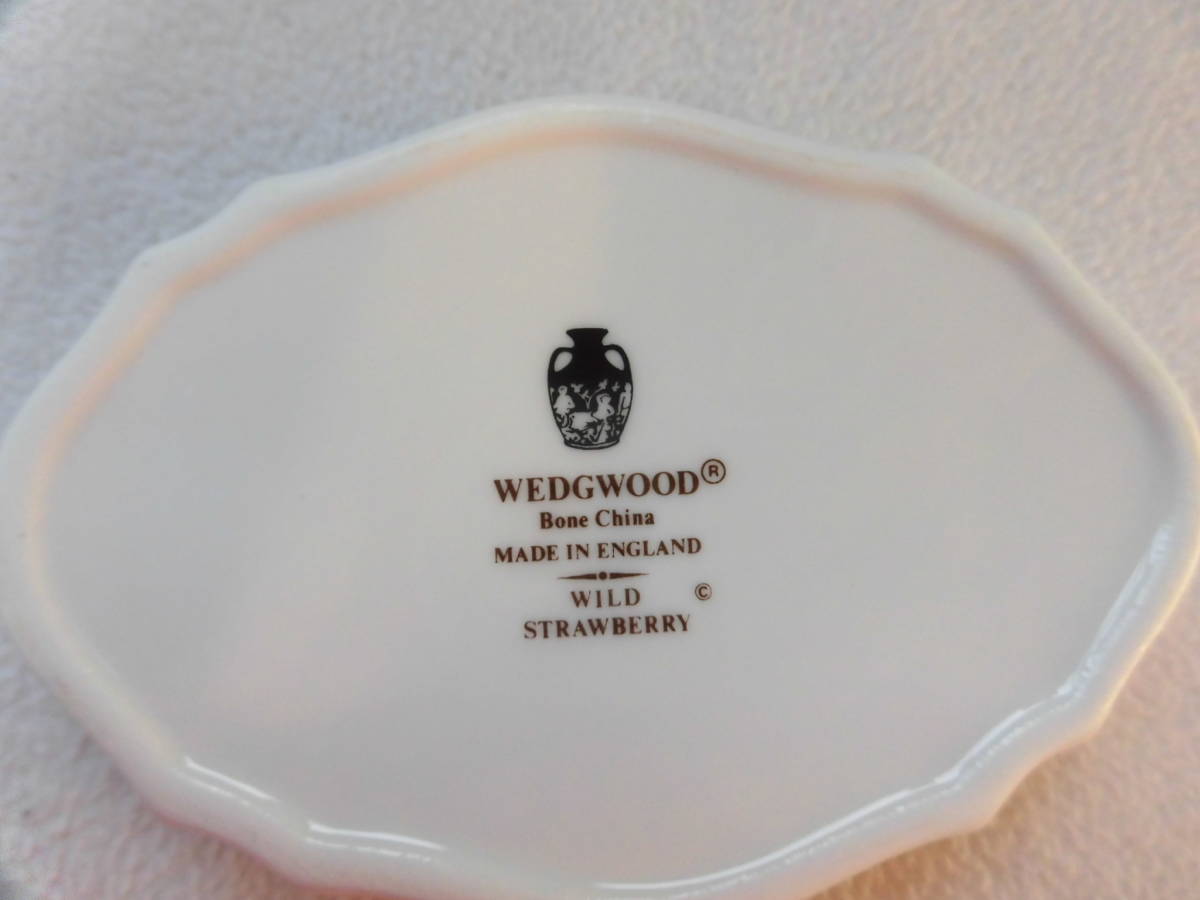 WEDGWOOD®
Bone China
MADE IN ENGLAND
WILD ©
STRAWBERRY